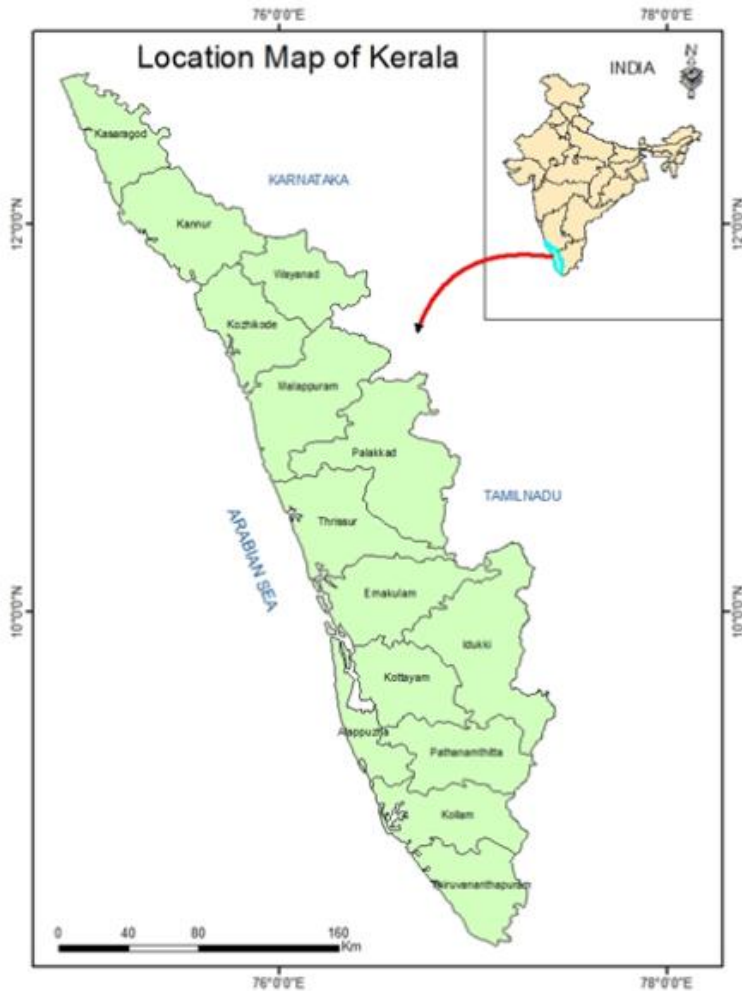 76°0'0"E
78°0'0"E
Location Map of Kerala
INDIA
N
Kasaragod
KARNATAKA
12°0'0"N
12°0'0"N
Kannur
Wayanad
Kozhikode
Malappuram
Palakkad
TAMILNADU
Thrissur
ARABIAN SEA
Ernakulam
10°0'0"N
10°0'0"N
Idukki
Kottayam
Alappuzha
Pathanamthitta
Kollam
Thiruvananthapuram
0 40 80 160
Km
76°0'0"E
78°0'0"E